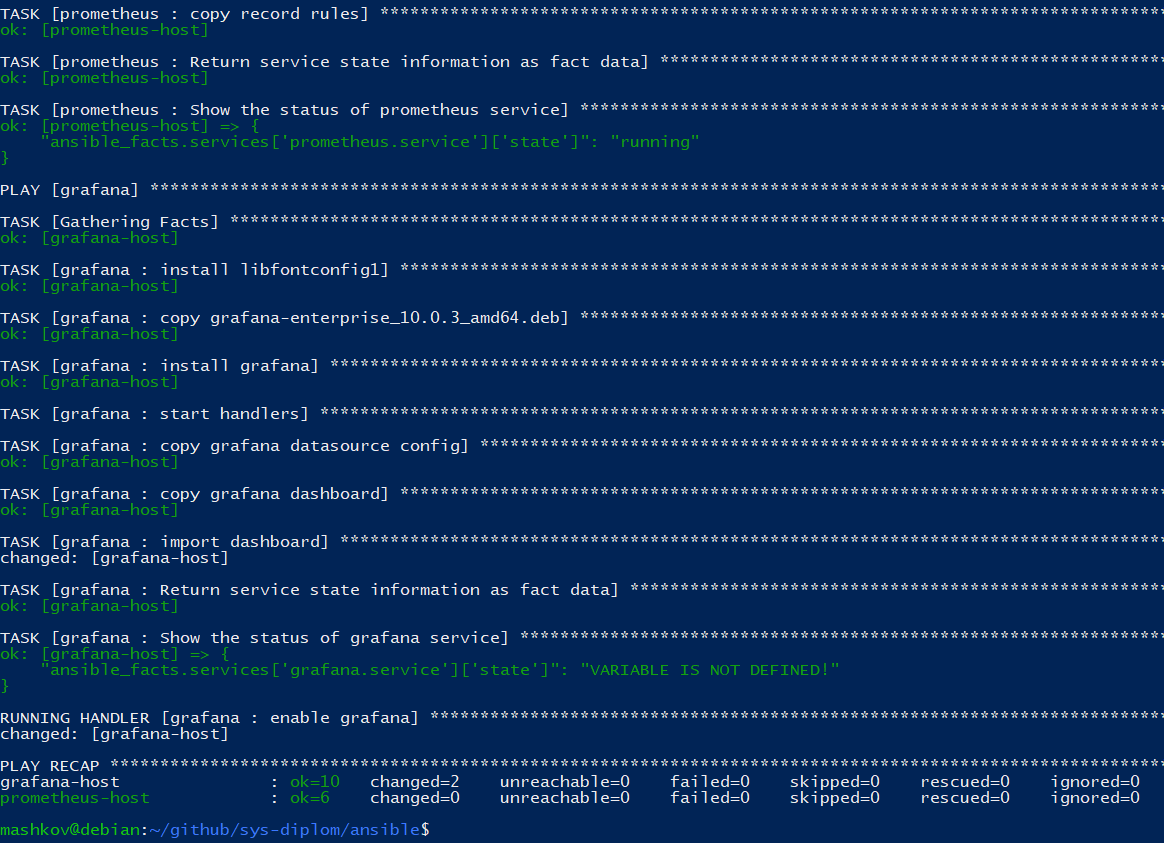 TASK [prometheus : copy record rules] *******************************************************************************
ok: [prometheus-host]
TASK [prometheus : Return service state information as fact data] ***************************************************
ok: [prometheus-host]
TASK [prometheus : Show the status of prometheus service] ***********************************************************
ok: [prometheus-host] => {
    "ansible_facts.services['prometheus.service']['state']": "running"
}
PLAY [grafana] ******************************************************************************************************
TASK [Gathering Facts] **********************************************************************************************
ok: [grafana-host]
TASK [grafana : install libfontconfig1] *****************************************************************************
ok: [grafana-host]
TASK [grafana : copy grafana-enterprise_10.0.3_amd64.deb] ***********************************************************
ok: [grafana-host]
TASK [grafana : install grafana] ************************************************************************************
ok: [grafana-host]
TASK [grafana : start handlers] *************************************************************************************
TASK [grafana : copy grafana datasource config] *********************************************************************
ok: [grafana-host]
TASK [grafana : copy grafana dashboard] *****************************************************************************
ok: [grafana-host]
TASK [grafana : import dashboard] ***********************************************************************************
changed: [grafana-host]
TASK [grafana : Return service state information as fact data] ******************************************************
ok: [grafana-host]
TASK [grafana : Show the status of grafana service] *****************************************************************
ok: [grafana-host] => {
    "ansible_facts.services['grafana.service']['state']": "VARIABLE IS NOT DEFINED!"
}
RUNNING HANDLER [grafana : enable grafana] **************************************************************************
changed: [grafana-host]
PLAY RECAP **********************************************************************************************************
grafana-host               : ok=10   changed=2    unreachable=0    failed=0    skipped=0    rescued=0    ignored=0
prometheus-host            : ok=6    changed=0    unreachable=0    failed=0    skipped=0    rescued=0    ignored=0
mashkov@debian:~/github/sys-diplom/ansible$